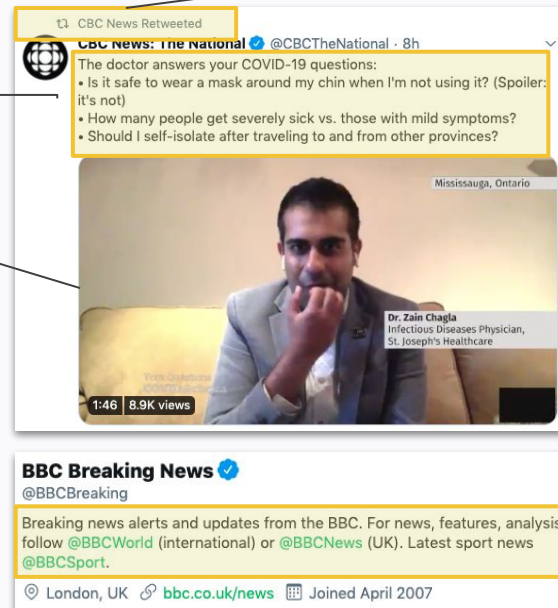 CBC News Retweeted
CBC News: The National @CBCTheNational · 8h
The doctor answers your COVID-19 questions:
• Is it safe to wear a mask around my chin when I'm not using it? (Spoiler:
it's not)
• How many people get severely sick vs. those with mild symptoms?
• Should I self-isolate after traveling to and from other provinces?
Mississauga, Ontario
Dr. Zain Chagla
Infectious Diseases Physician,
St. Joseph's Healthcare
Your Questions
1:46 8.9K views
BBC Breaking News
@BBCBreaking
Breaking news alerts and updates from the BBC. For news, features, analysis
follow @BBCWorld (international) or @BBCNews (UK). Latest sport news
@BBCSport.
London, UK bbc.co.uk/news Joined April 2007